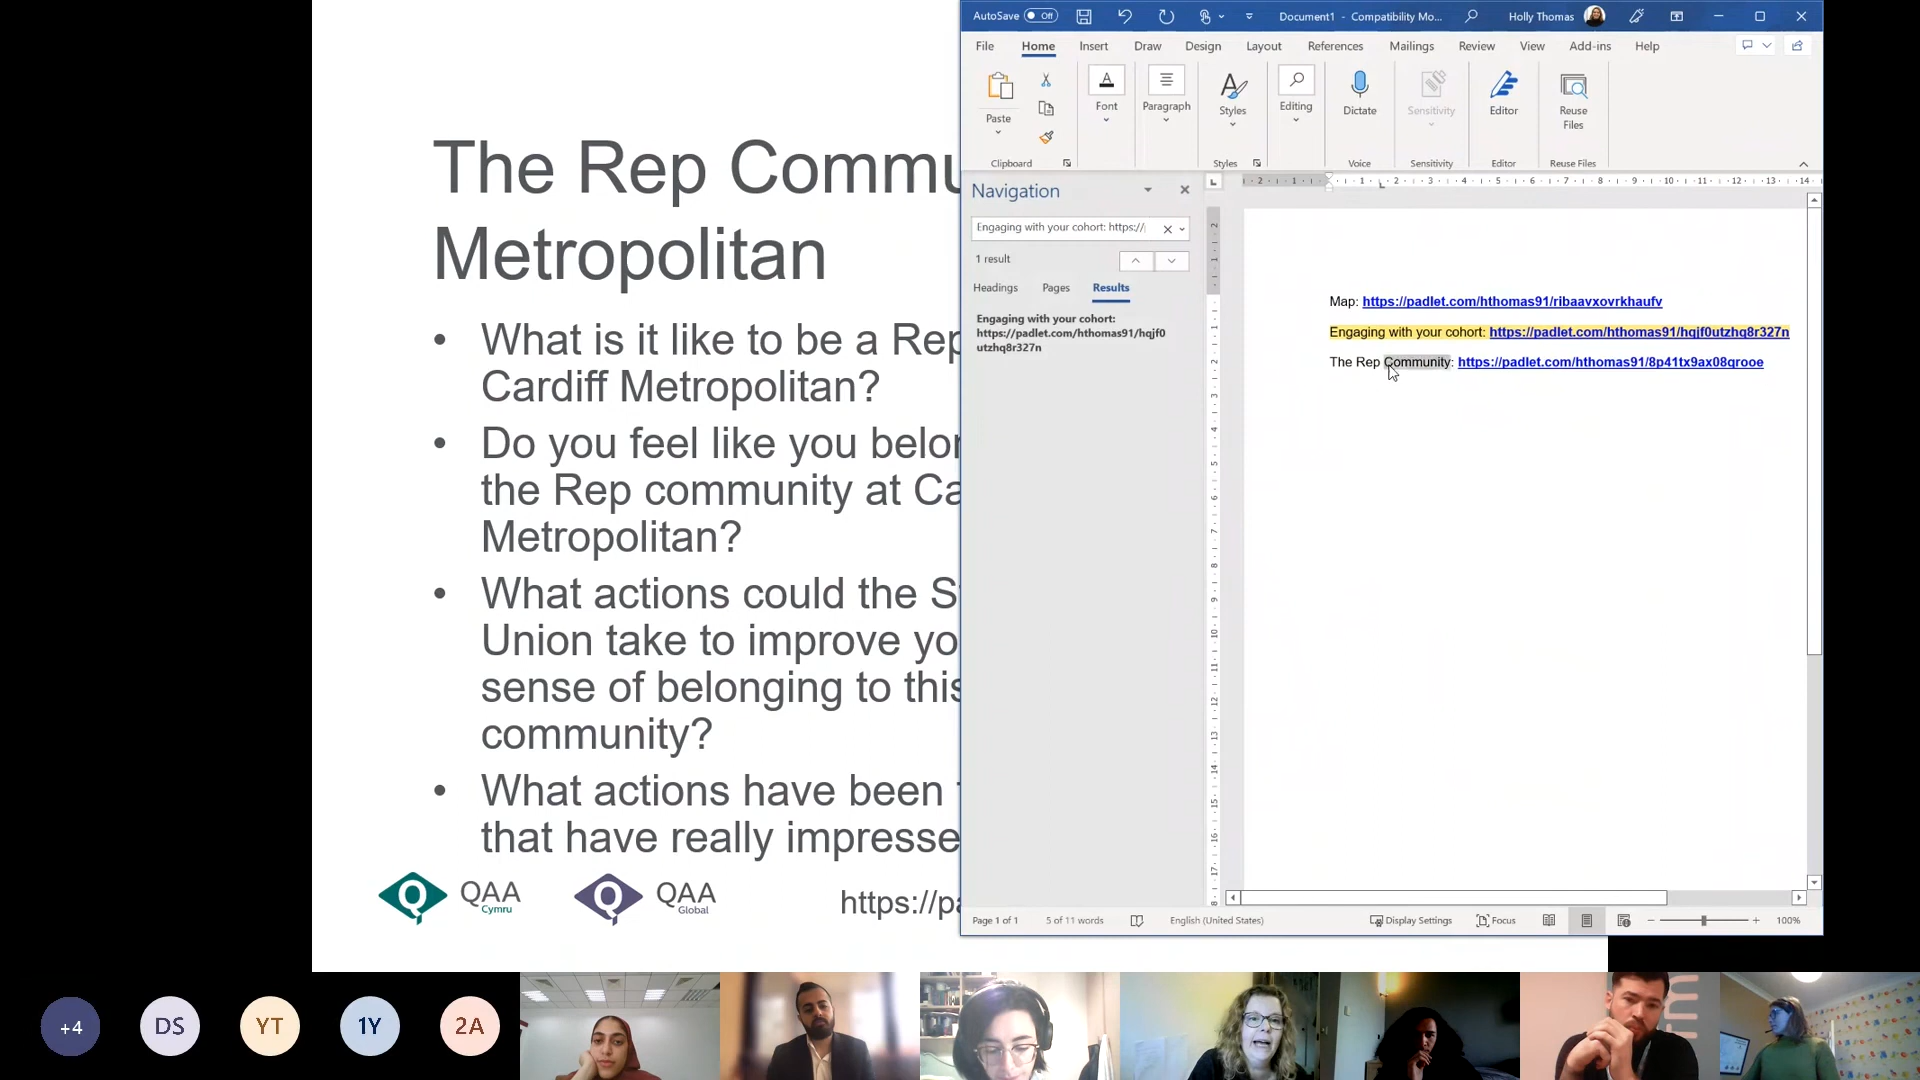 The Rep Commu
Metropolitan
• What is it like to be a Rep
Cardiff Metropolitan?
• Do you feel like you belon
the Rep community at Ca
Metropolitan?
• What actions could the S
Union take to improve yo
sense of belonging to this
community?
• What actions have been
that have really impresse
QAA
Cymru
QAA
Global
https://pa
AutoSave Off
Document1 - Compatibility Mo...
Holly Thomas
File Home Insert Draw Design Layout References Mailings Review View Add-ins Help
Paste
Font
Paragraph
Styles
Editing
Dictate
Sensitivity
Editor
Reuse
Files
Clipboard
Styles
Voice
Sensitivity
Editor
Reuse Files
Navigation
Engaging with your cohort: https://
1 result
Headings Pages Results
Engaging with your cohort:
https://padlet.com/hthomas91/hqjf0
utzhq8r327n
Map: https://padlet.com/hthomas91/ribaavxovrkhaufv
Engaging with your cohort: https://padlet.com/hthomas91/hqjf0utzhq8r327n
The Rep Community: https://padlet.com/hthomas91/8p41tx9ax08qrooe
Page 1 of 1 5 of 11 words English (United States) Display Settings Focus 100%
+4 DS YT 1Y 2A